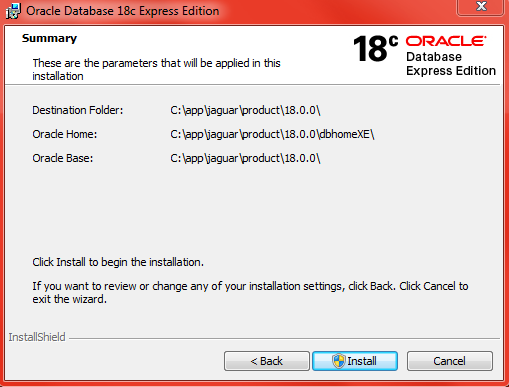 Oracle Database 18c Express Edition
Summary
These are the parameters that will be applied in this
installation
18c ORACLE
Database
Express Edition
Destination Folder: C:\app\jaguar\product\18.0.0\
Oracle Home: C:\app\jaguar\product\18.0.0\dbhomeXE\
Oracle Base: C:\app\jaguar\product\18.0.0\
Click Install to begin the installation.
If you want to review or change any of your installation settings, click Back. Click Cancel to
exit the wizard.
InstallShield
< Back Install Cancel